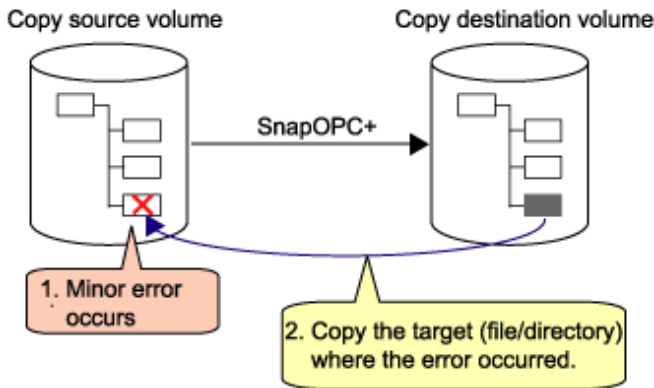 Copy source volume
Copy destination volume
SnapOPC+
1. Minor error
occurs
2. Copy the target (file/directory)
where the error occurred.